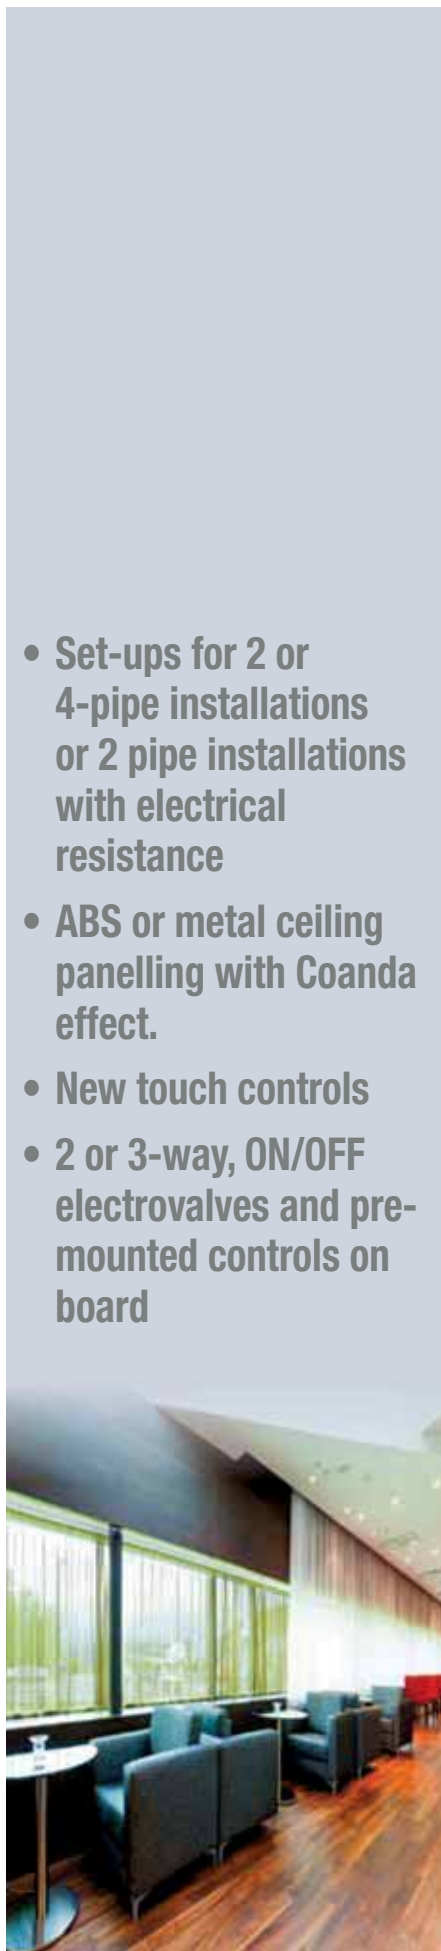 • Set-ups for 2 or
4-pipe installations
or 2 pipe installations
with electrical
resistance
• ABS or metal ceiling
panelling with Coanda
effect.
• New touch controls
• 2 or 3-way, ON/OFF
electrovalves and pre-
mounted controls on
board